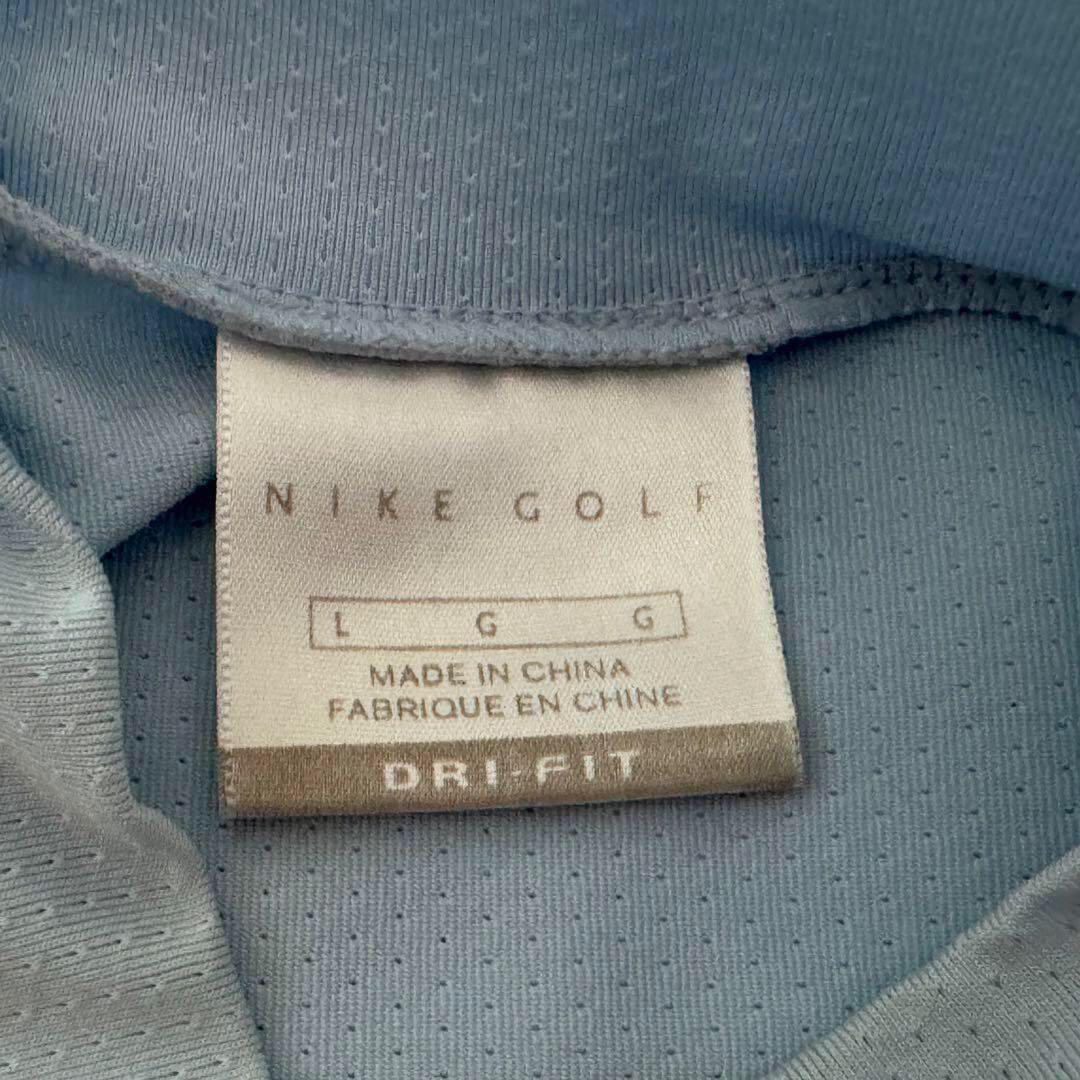 NIKE GOLF
L G G
MADE IN CHINA
FABRIQUE EN CHINE
DRI-FIT